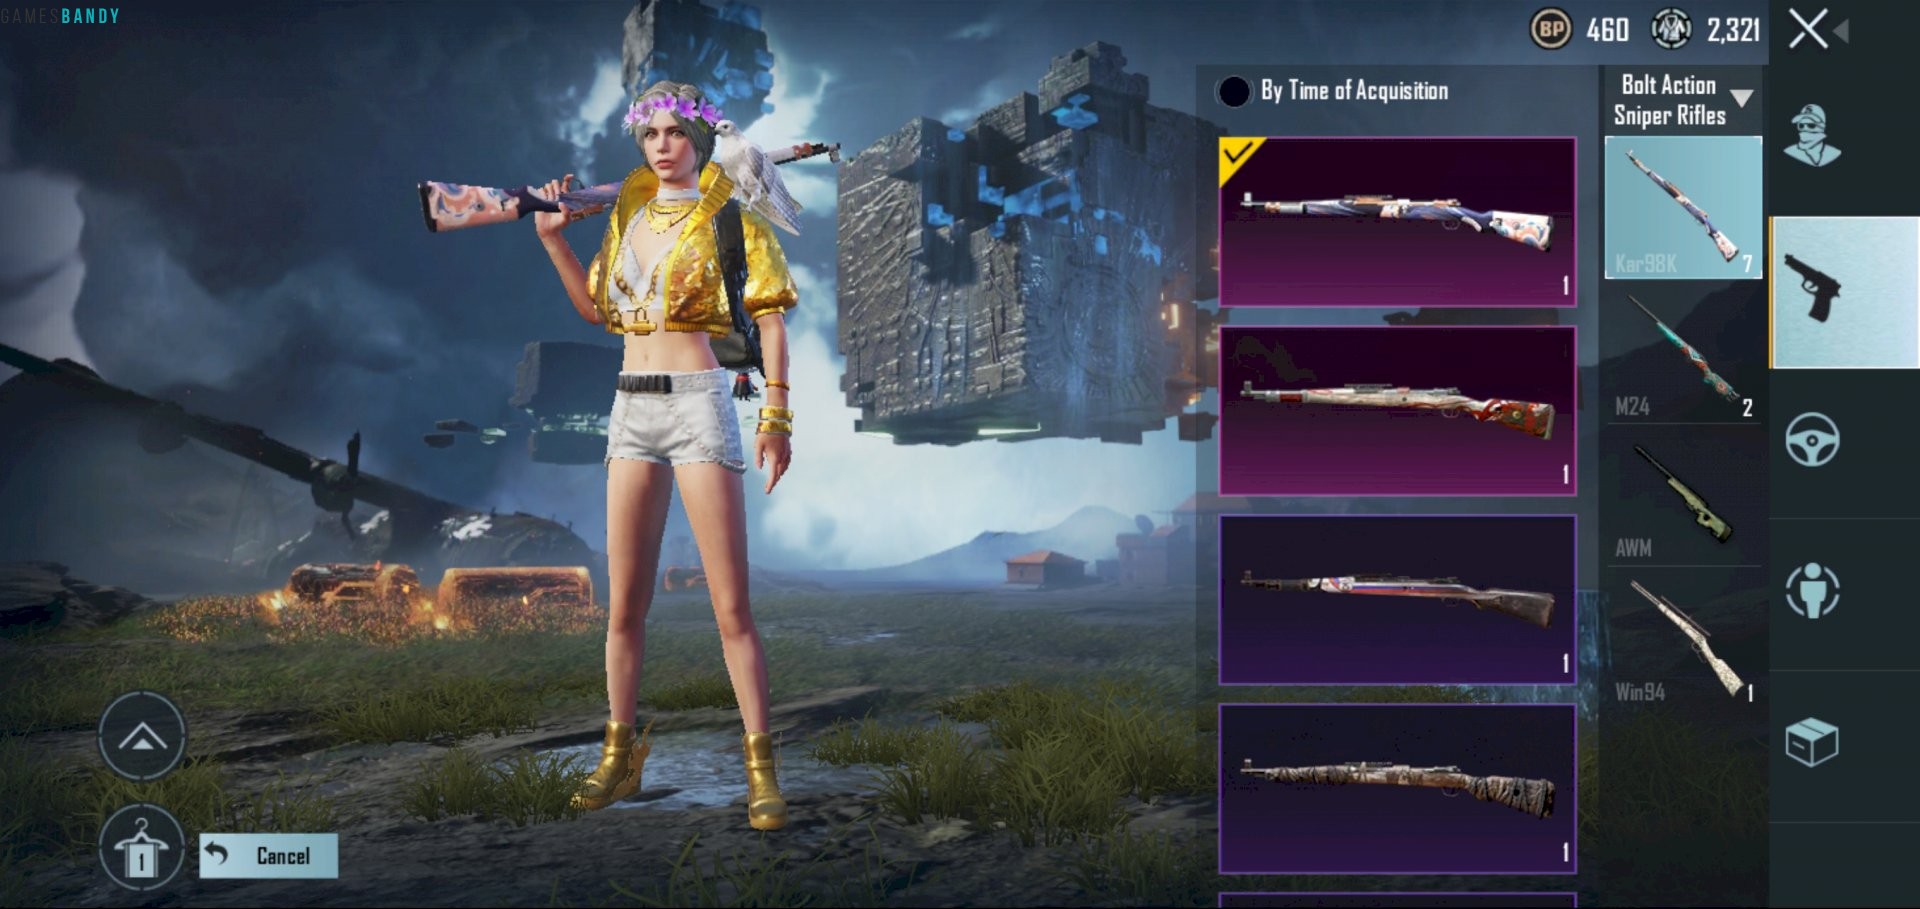 GAMESBANDY
BP 460 2,321
By Time of Acquisition
Bolt Action
Sniper Rifles
1
Kar98K 7
1
M24 2
1
AWM
1
Win94 1
1
Cancel